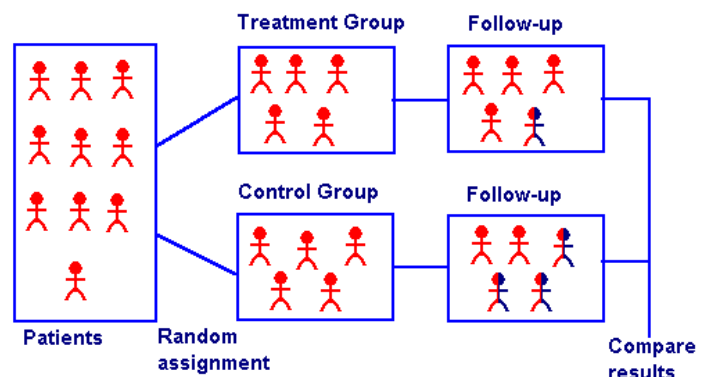 Treatment Group
Follow-up
Control Group
Follow-up
Patients
Random
assignment
Compare
results